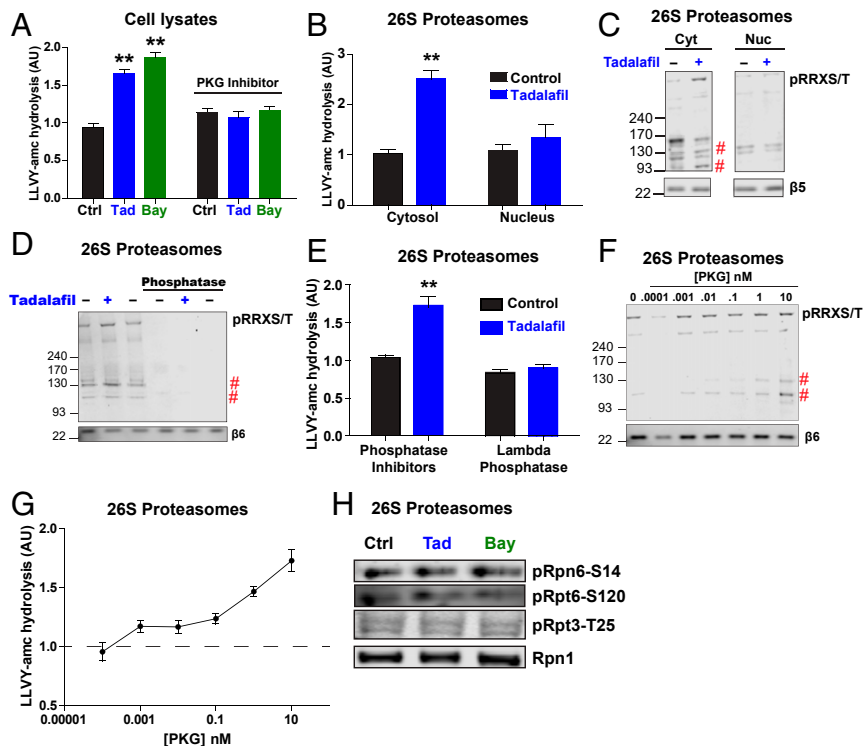 A
Cell lysates
LLVY-amc hydrolysis (AU)
2.0
1.5
1.0
0.5
0.0
**
**
PKG Inhibitor
Ctrl Tad Bay Ctrl Tad Bay
B
26S Proteasomes
LLVY-amc hydrolysis (AU)
3
2
1
0
**
Control
Tadalafil
Cytosol Nucleus
C
26S Proteasomes
Cyt Nuc
Tadalafil – + – +
pRRXS/T
240
170
130 #
93 #
22 β5
D
26S Proteasomes
Phosphatase
Tadalafil – + – – + –
pRRXS/T
240
170
130 #
#
93
22 β6
E
26S Proteasomes
LLVY-amc hydrolysis (AU)
2.0
1.5
1.0
0.5
0.0
**
Control
Tadalafil
Phosphatase Lambda
Inhibitors Phosphatase
F
26S Proteasomes
[PKG] nM
0 .0001 .001 .01 .1 1 10
pRRXS/T
240
170
130 #
#
93
22 β6
G
26S Proteasomes
LLVY-amc hydrolysis (AU)
2.0
1.5
1.0
0.5
0.00001 0.001 0.1 10
[PKG] nM
H
26S Proteasomes
Ctrl Tad Bay
pRpn6-S14
pRpt6-S120
pRpt3-T25
Rpn1